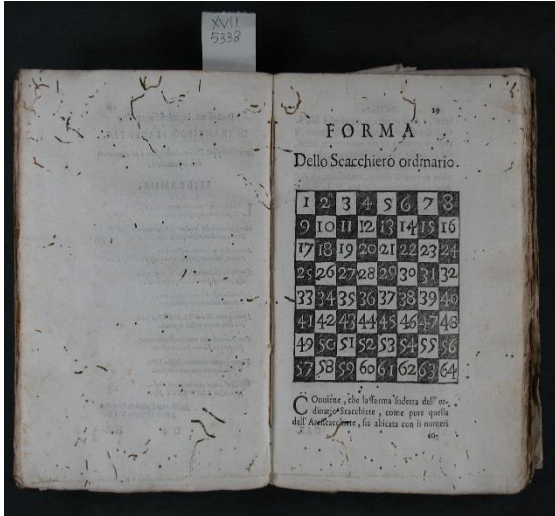 XVII
5338
29
FORMA
Dello Scacchiero ordinario.
1 2 3 4 5 6 7 8
9 10 11 12 13 14 15 16
17 18 19 20 21 22 23 24
25 26 27 28 29 30 31 32
33 34 35 36 37 38 39 40
41 42 43 44 45 46 47 48
49 50 51 52 53 54 55 56
57 58 59 60 61 62 63 64
COnuiene, che la forma sudetta dell' or-
dinario Scacchiere, come pure quella
dell' Arciscacchiere, sia abicata con li numeri